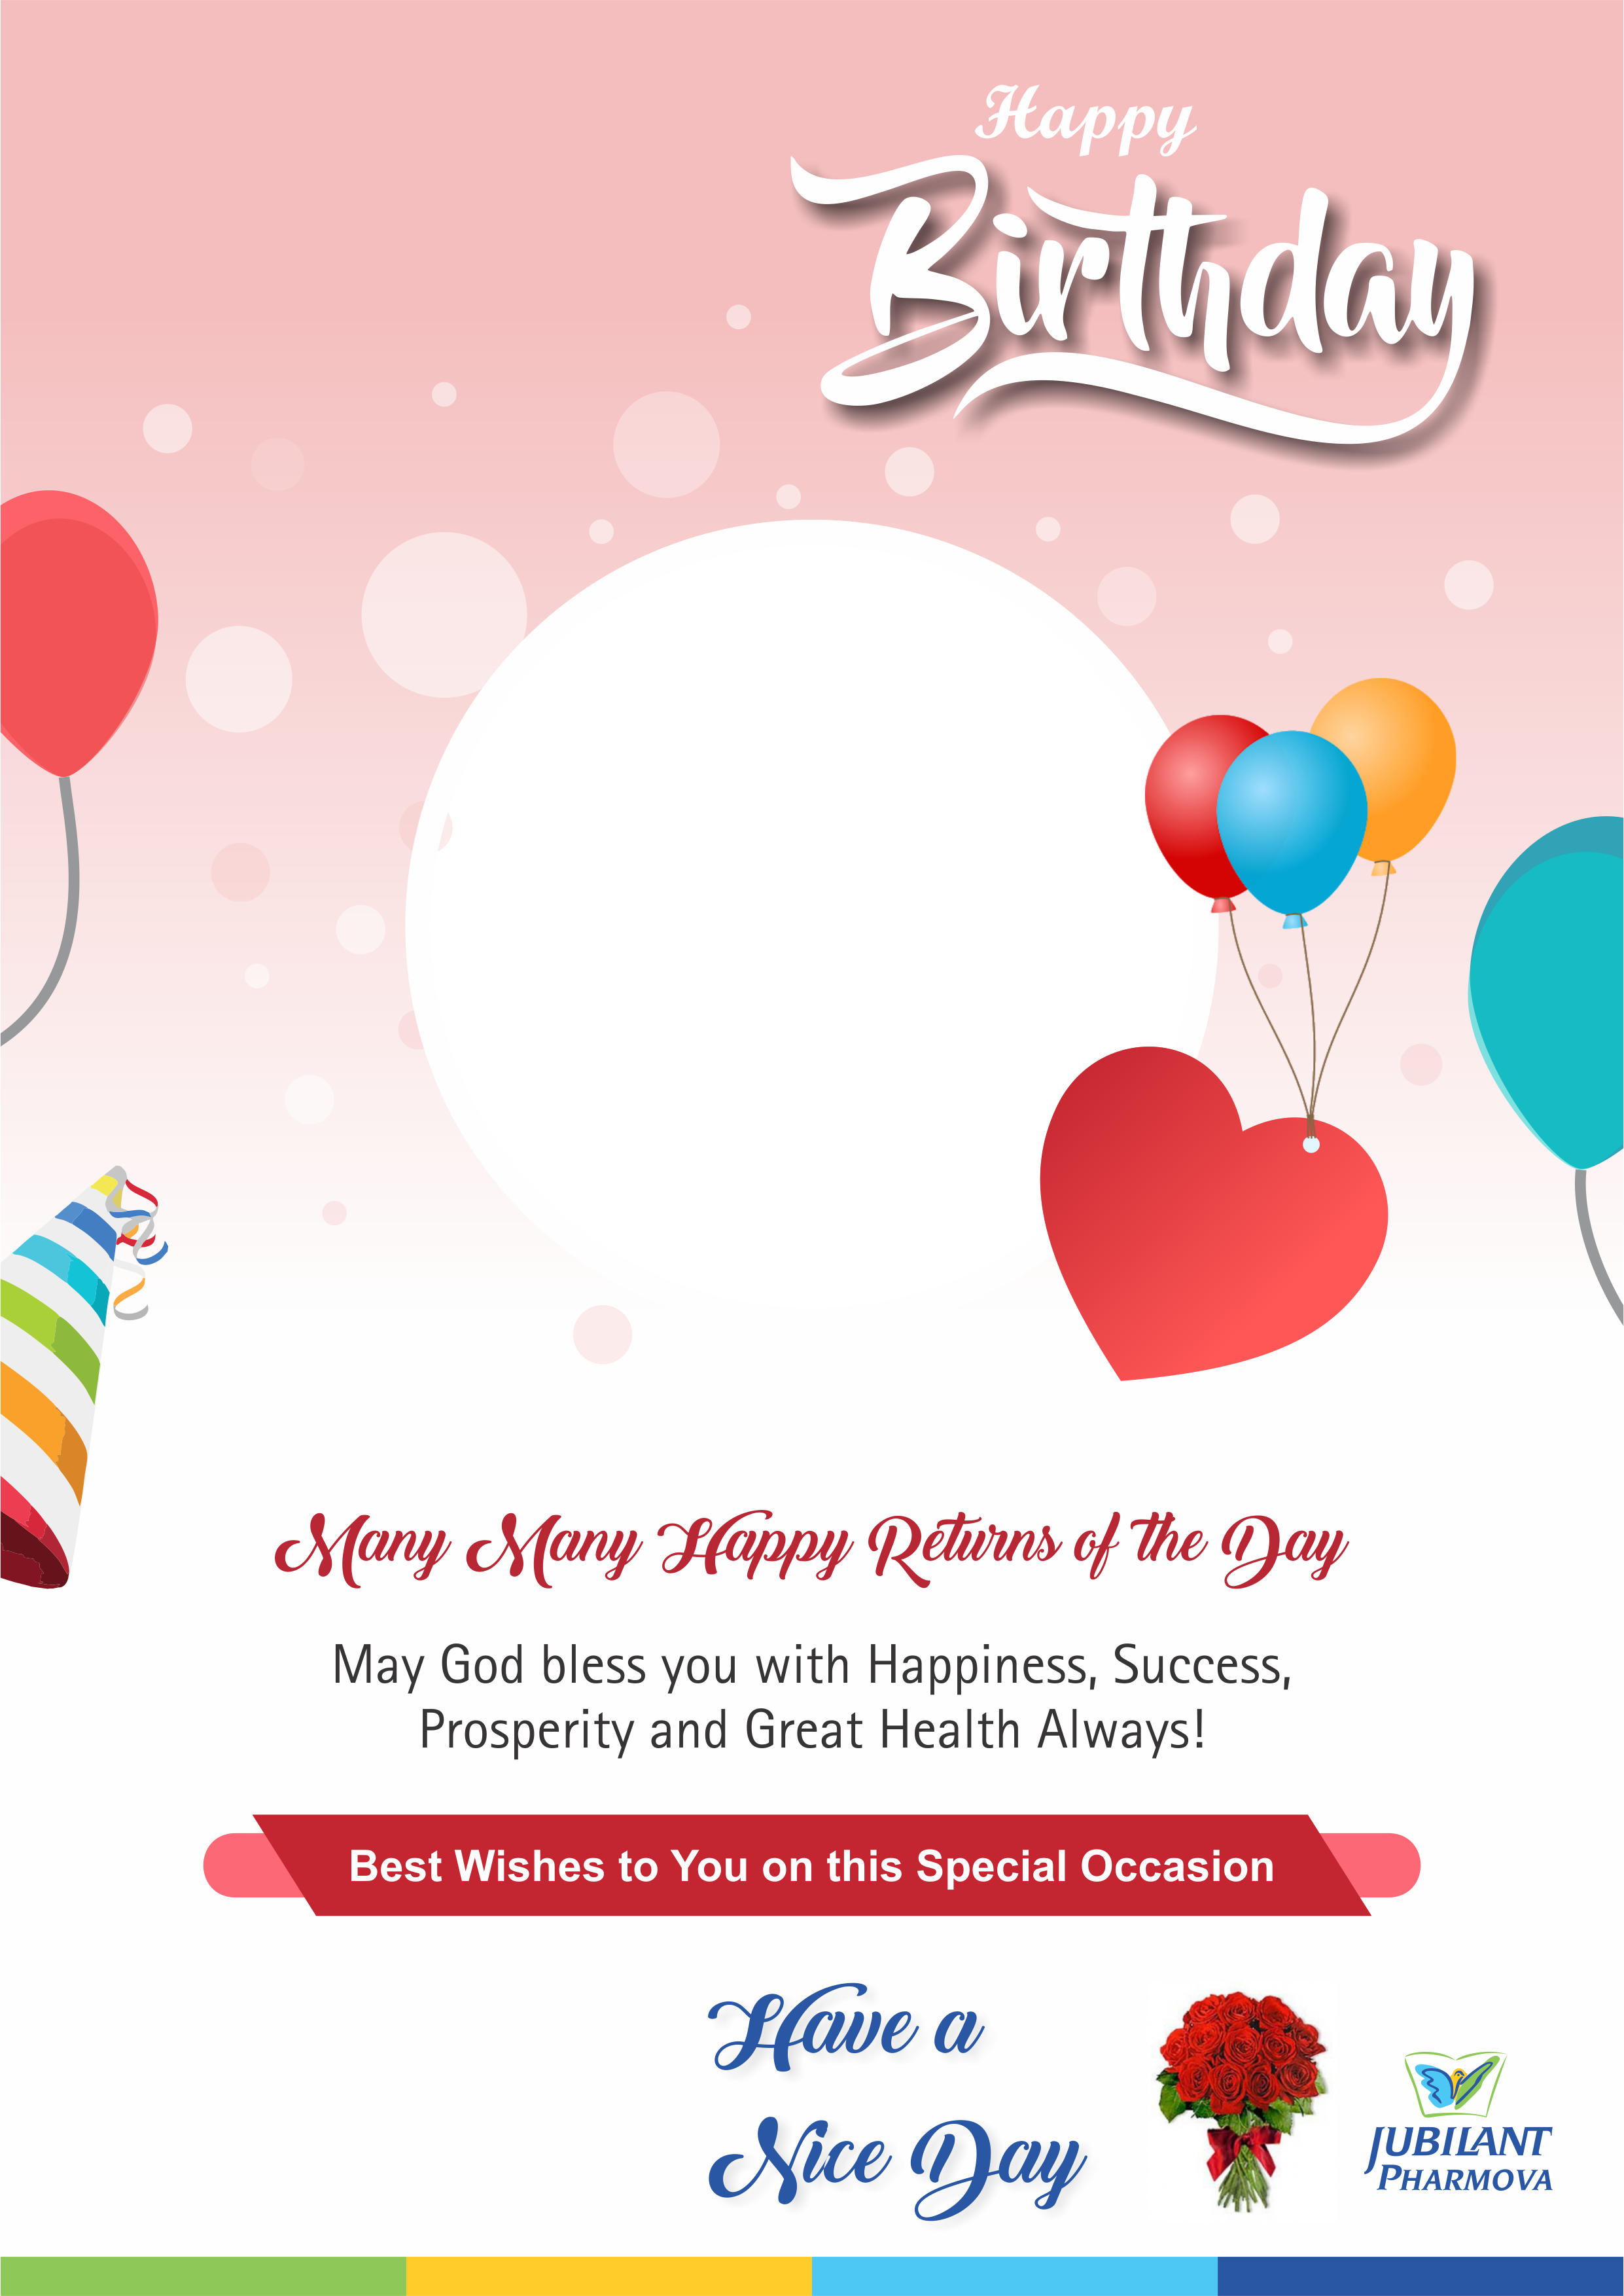 Happy
Birthday
Many Many Happy Returns of the Day
May God bless you with Happiness, Success,
Prosperity and Great Health Always!
Best Wishes to You on this Special Occasion
Have a
Nice Day
JUBILANT
PHARMOVA